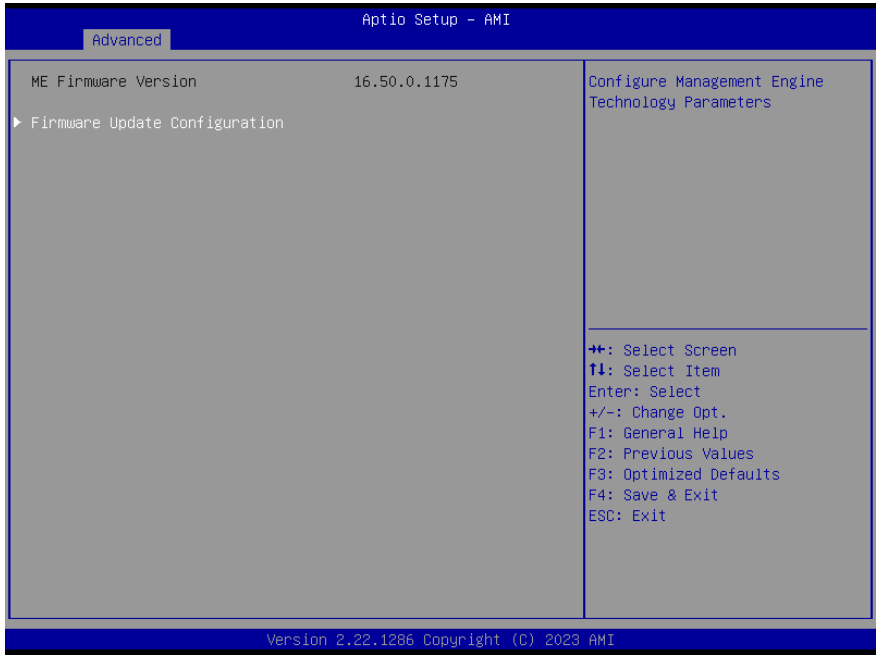 Aptio Setup – AMI
Advanced
ME Firmware Version 16.50.0.1175
Firmware Update Configuration
Configure Management Engine
Technology Parameters
→←: Select Screen
↑↓: Select Item
Enter: Select
+/-: Change Opt.
F1: General Help
F2: Previous Values
F3: Optimized Defaults
F4: Save & Exit
ESC: Exit
Version 2.22.1286 Copyright (C) 2023 AMI